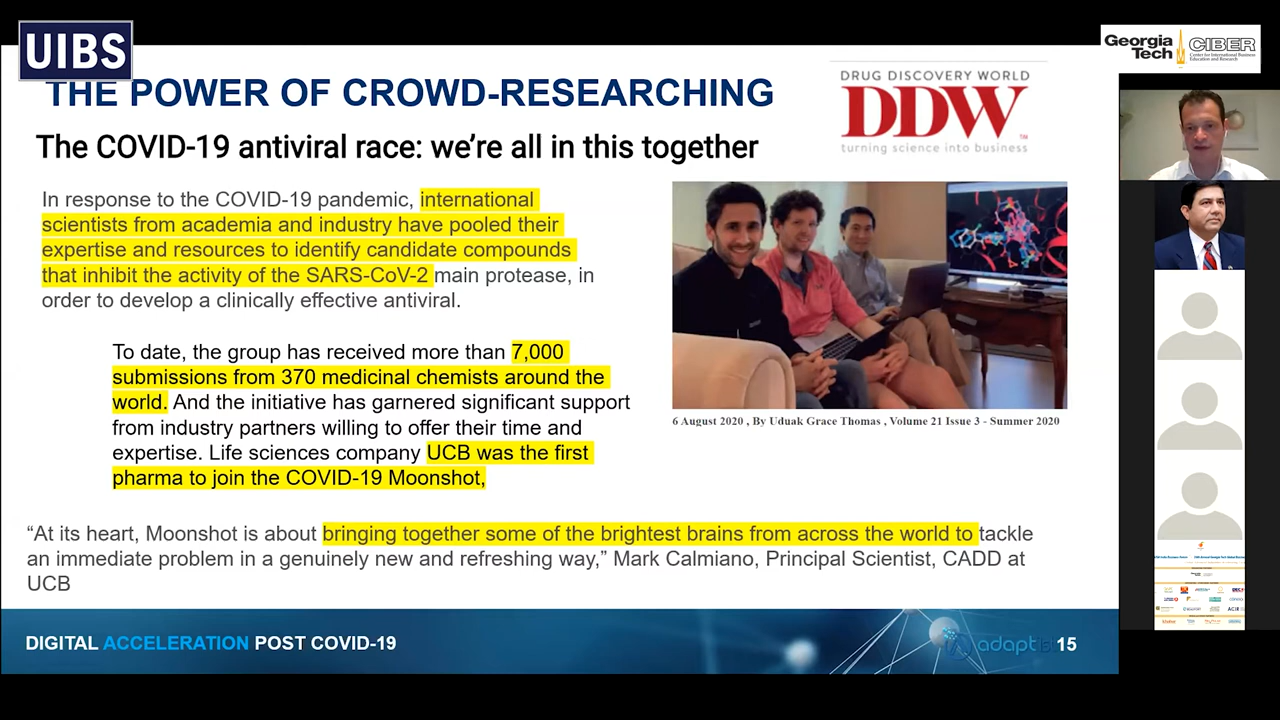 UIBS
Georgia Tech
CIBER
Center for International Business
Education and Research
THE POWER OF CROWD-RESEARCHING
DRUG DISCOVERY WORLD
DDW
TM
turning science into business
The COVID-19 antiviral race: we’re all in this together
In response to the COVID-19 pandemic, international
scientists from academia and industry have pooled their
expertise and resources to identify candidate compounds
that inhibit the activity of the SARS-CoV-2 main protease, in
order to develop a clinically effective antiviral.
To date, the group has received more than 7,000
submissions from 370 medicinal chemists around the
world. And the initiative has garnered significant support
from industry partners willing to offer their time and
expertise. Life sciences company UCB was the first
pharma to join the COVID-19 Moonshot,
6 August 2020 , By Uduak Grace Thomas , Volume 21 Issue 3 - Summer 2020
“At its heart, Moonshot is about bringing together some of the brightest brains from across the world to tackle
an immediate problem in a genuinely new and refreshing way,” Mark Calmiano, Principal Scientist, CADD at
UCB
DIGITAL ACCELERATION POST COVID-19
15